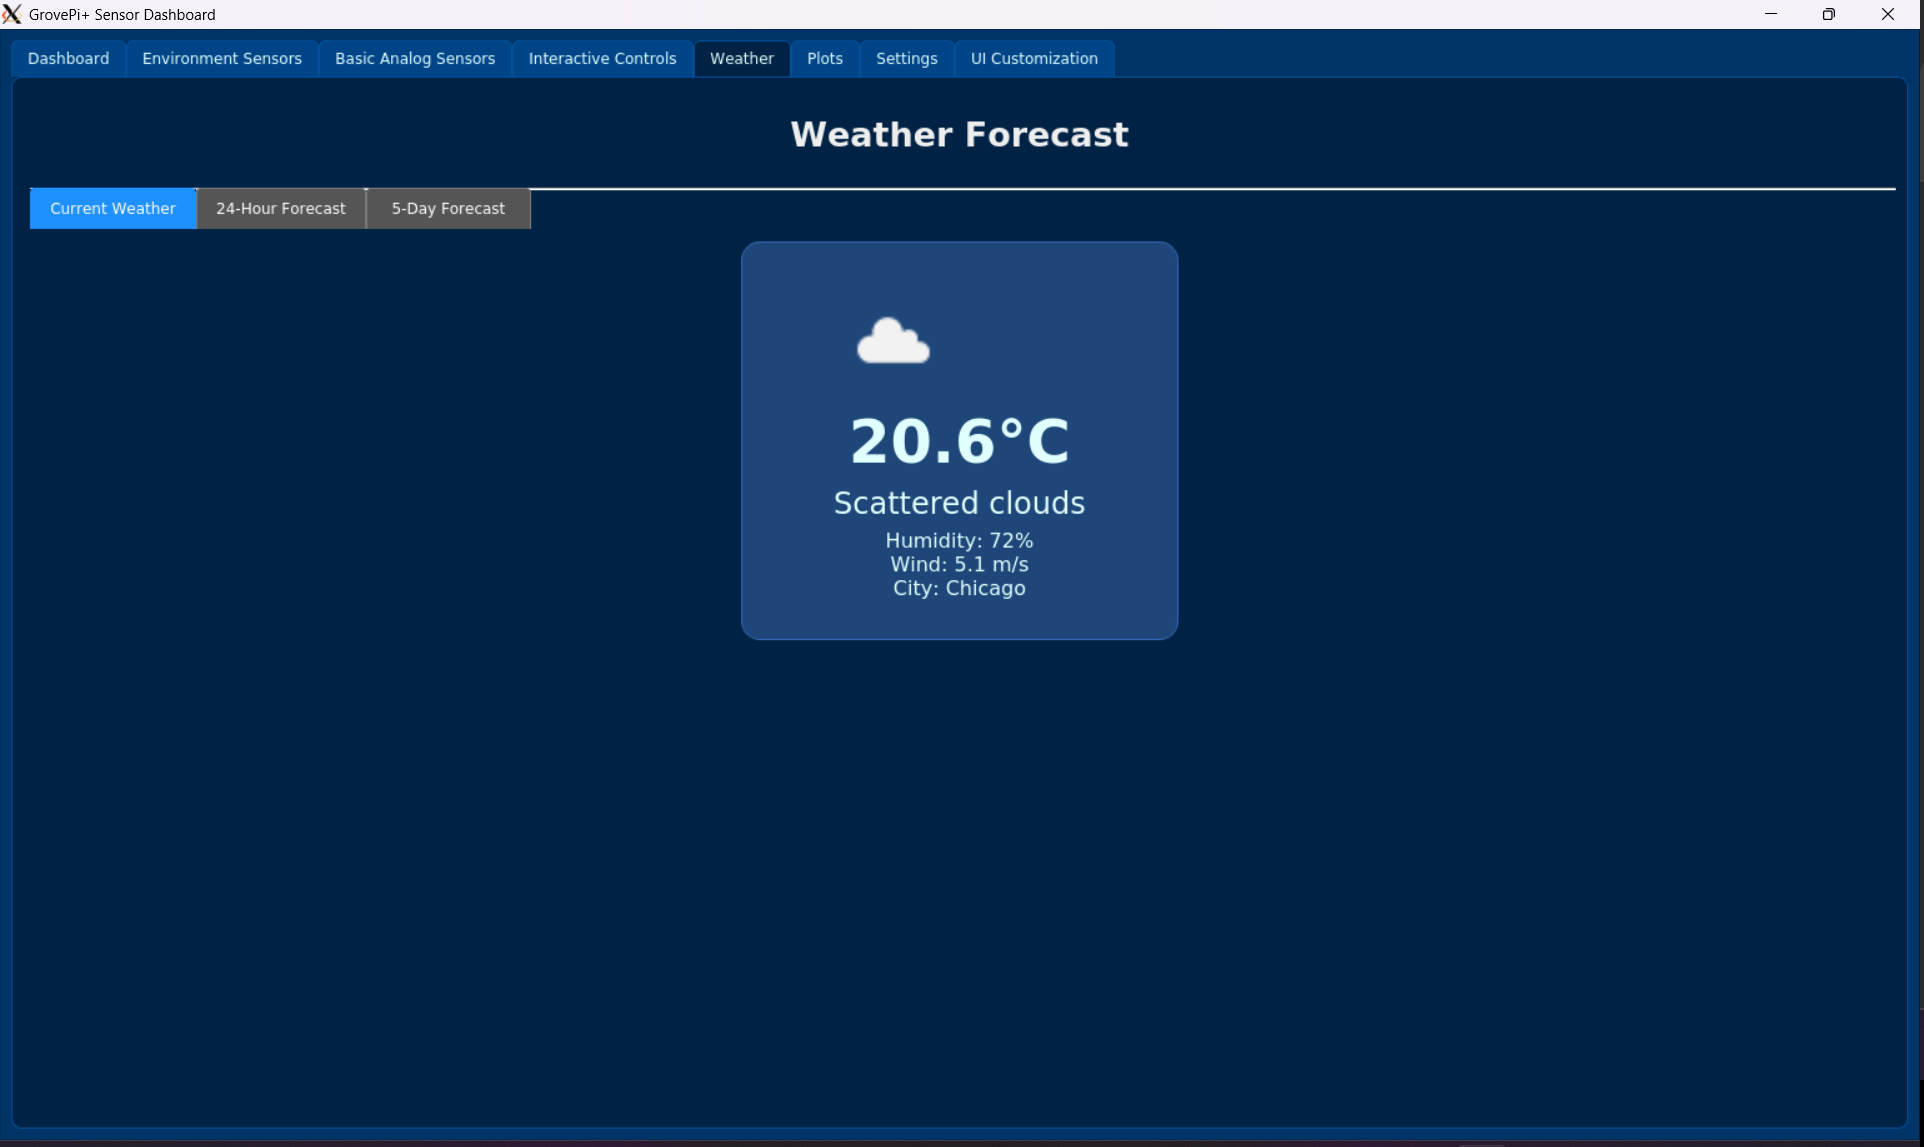 GrovePi+ Sensor Dashboard
Dashboard Environment Sensors Basic Analog Sensors Interactive Controls Weather Plots Settings UI Customization
Weather Forecast
Current Weather 24-Hour Forecast 5-Day Forecast
20.6°C
Scattered clouds
Humidity: 72%
Wind: 5.1 m/s
City: Chicago